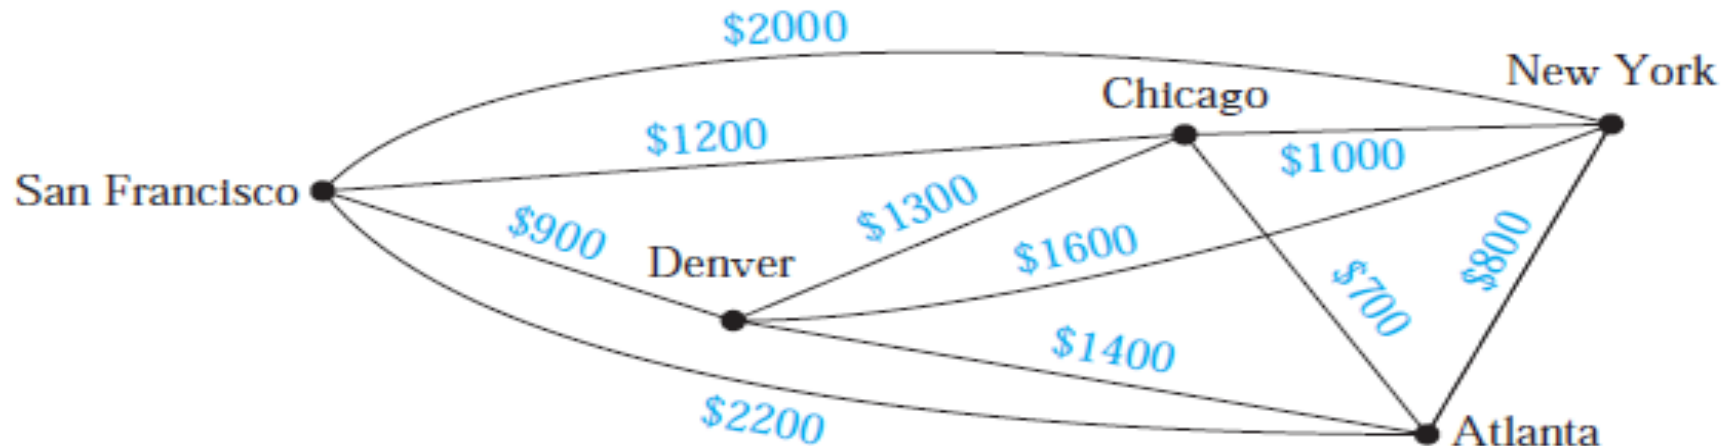 $2000
New York
Chicago
$1200
$1000
San Francisco
$1300
$900
$1600
$800
Denver
$700
$1400
$2200
Atlanta